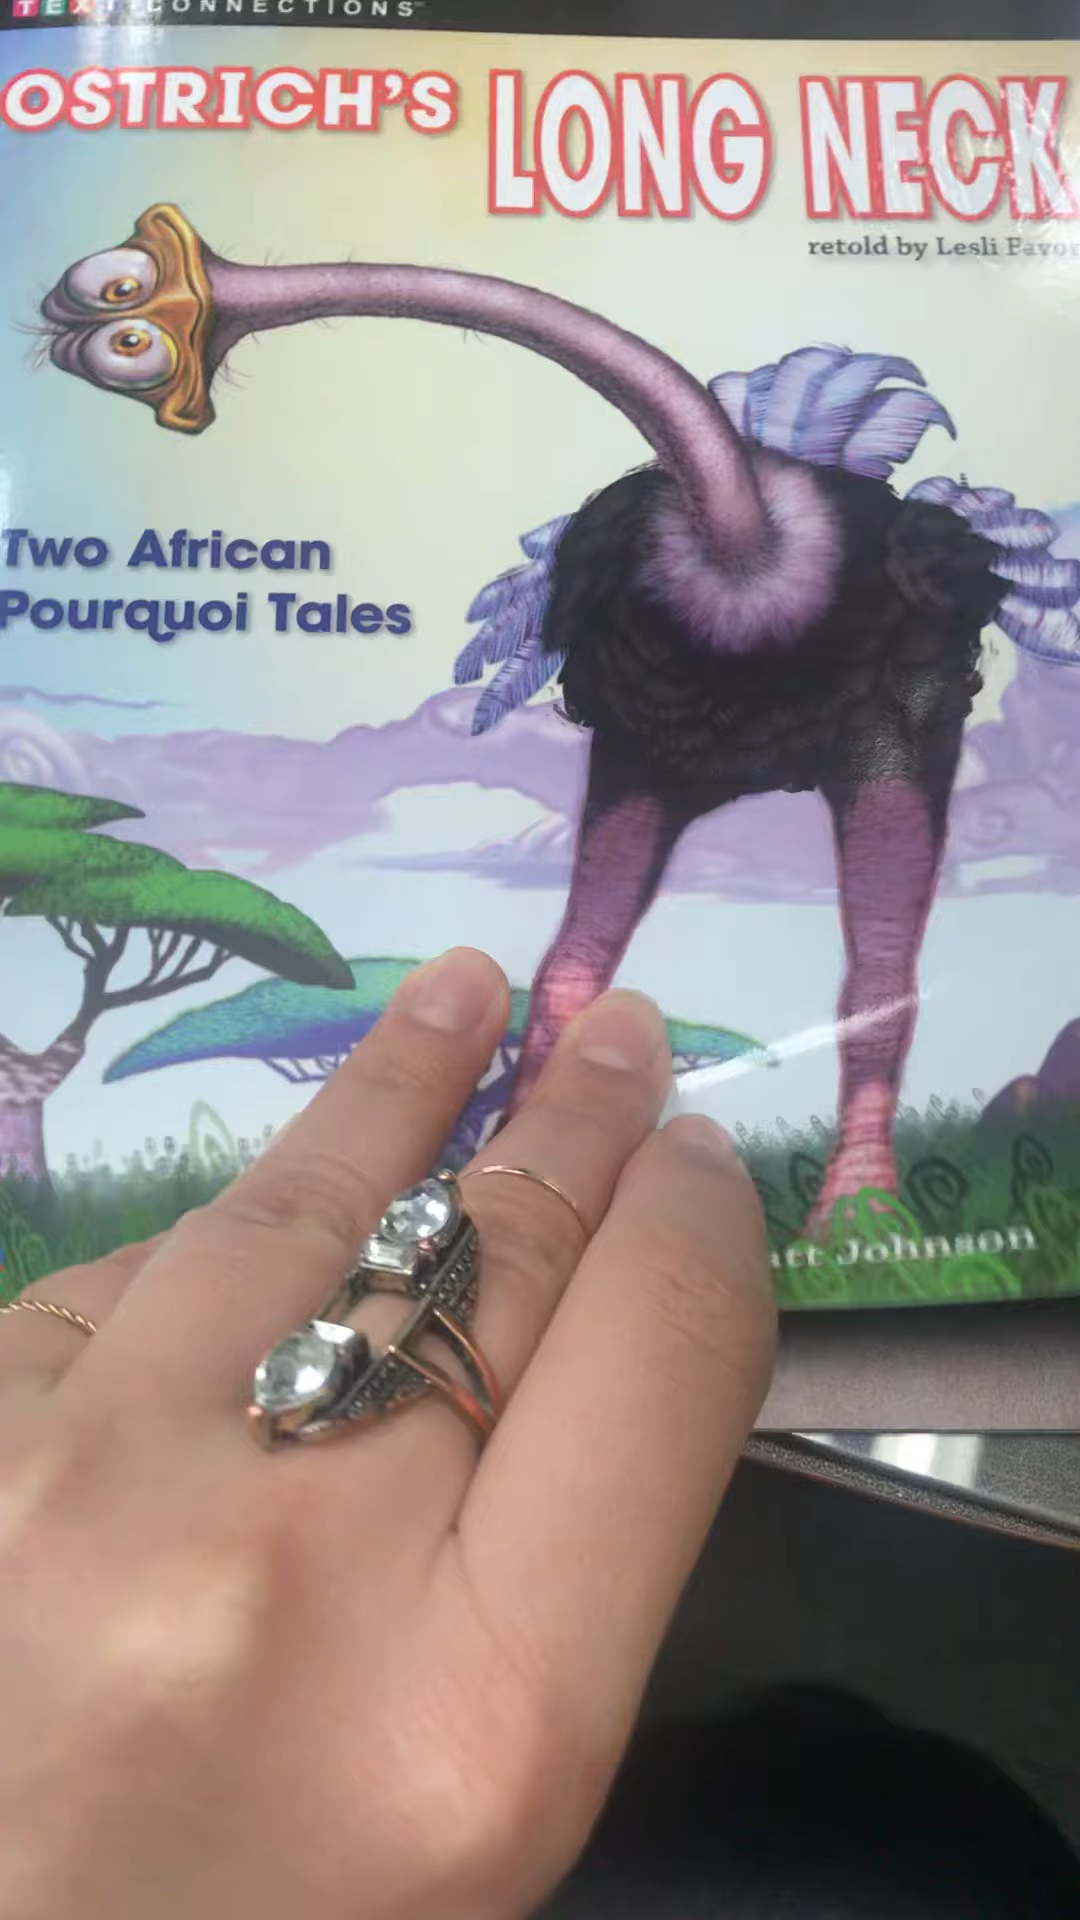 TEXT CONNECTIONS
OSTRICH'S LONG NECK
retold by Lesli Favor
Two African
Pourquoi Tales
Johnson